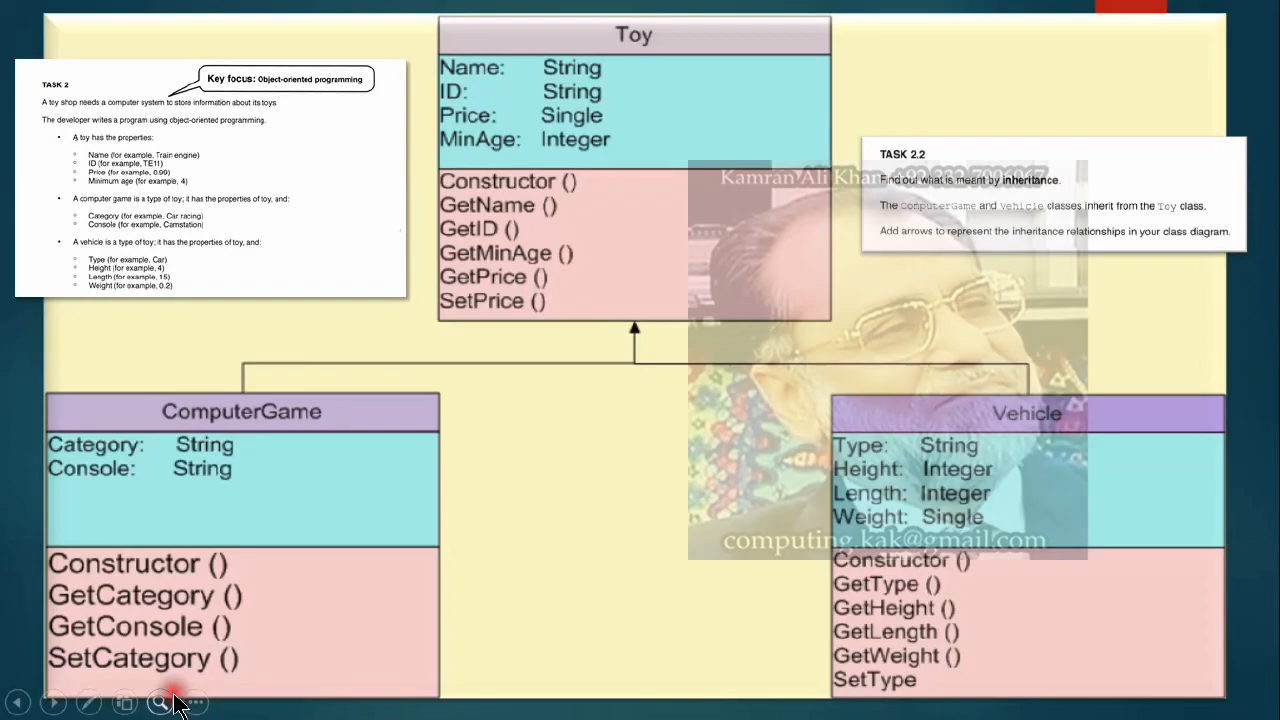 Toy
Name: String
ID: String
Price: Single
MinAge: Integer
Constructor ()
GetName ()
GetID ()
GetMinAge ()
GetPrice ()
SetPrice ()
Key focus: Object-oriented programming
TASK 2
A toy shop needs a computer system to store information about its toys.
The developer writes a program using object-oriented programming.
• A toy has the properties:
○ Name (for example, Train engine)
○ ID (for example, TE11)
○ Price (for example, 0.99)
○ Minimum age (for example, 4)
• A computer game is a type of toy; it has the properties of toy, and:
○ Category (for example, Car racing)
○ Console (for example, Camstation)
• A vehicle is a type of toy; it has the properties of toy, and:
○ Type (for example, Car)
○ Height (for example, 4)
○ Length (for example, 15)
○ Weight (for example, 0.2)
TASK 2.2
Kamran Ali Khan
Find out what is meant by inheritance.
The ComputerGame and Vehicle classes inherit from the Toy class.
Add arrows to represent the inheritance relationships in your class diagram.
ComputerGame
Category: String
Console: String
Constructor ()
GetCategory ()
GetConsole ()
SetCategory ()
Vehicle
Type: String
Height: Integer
Length: Integer
Weight: Single
computing.kak@gmail.com
Constructor ()
GetType ()
GetHeight ()
GetLength ()
GetWeight ()
SetType